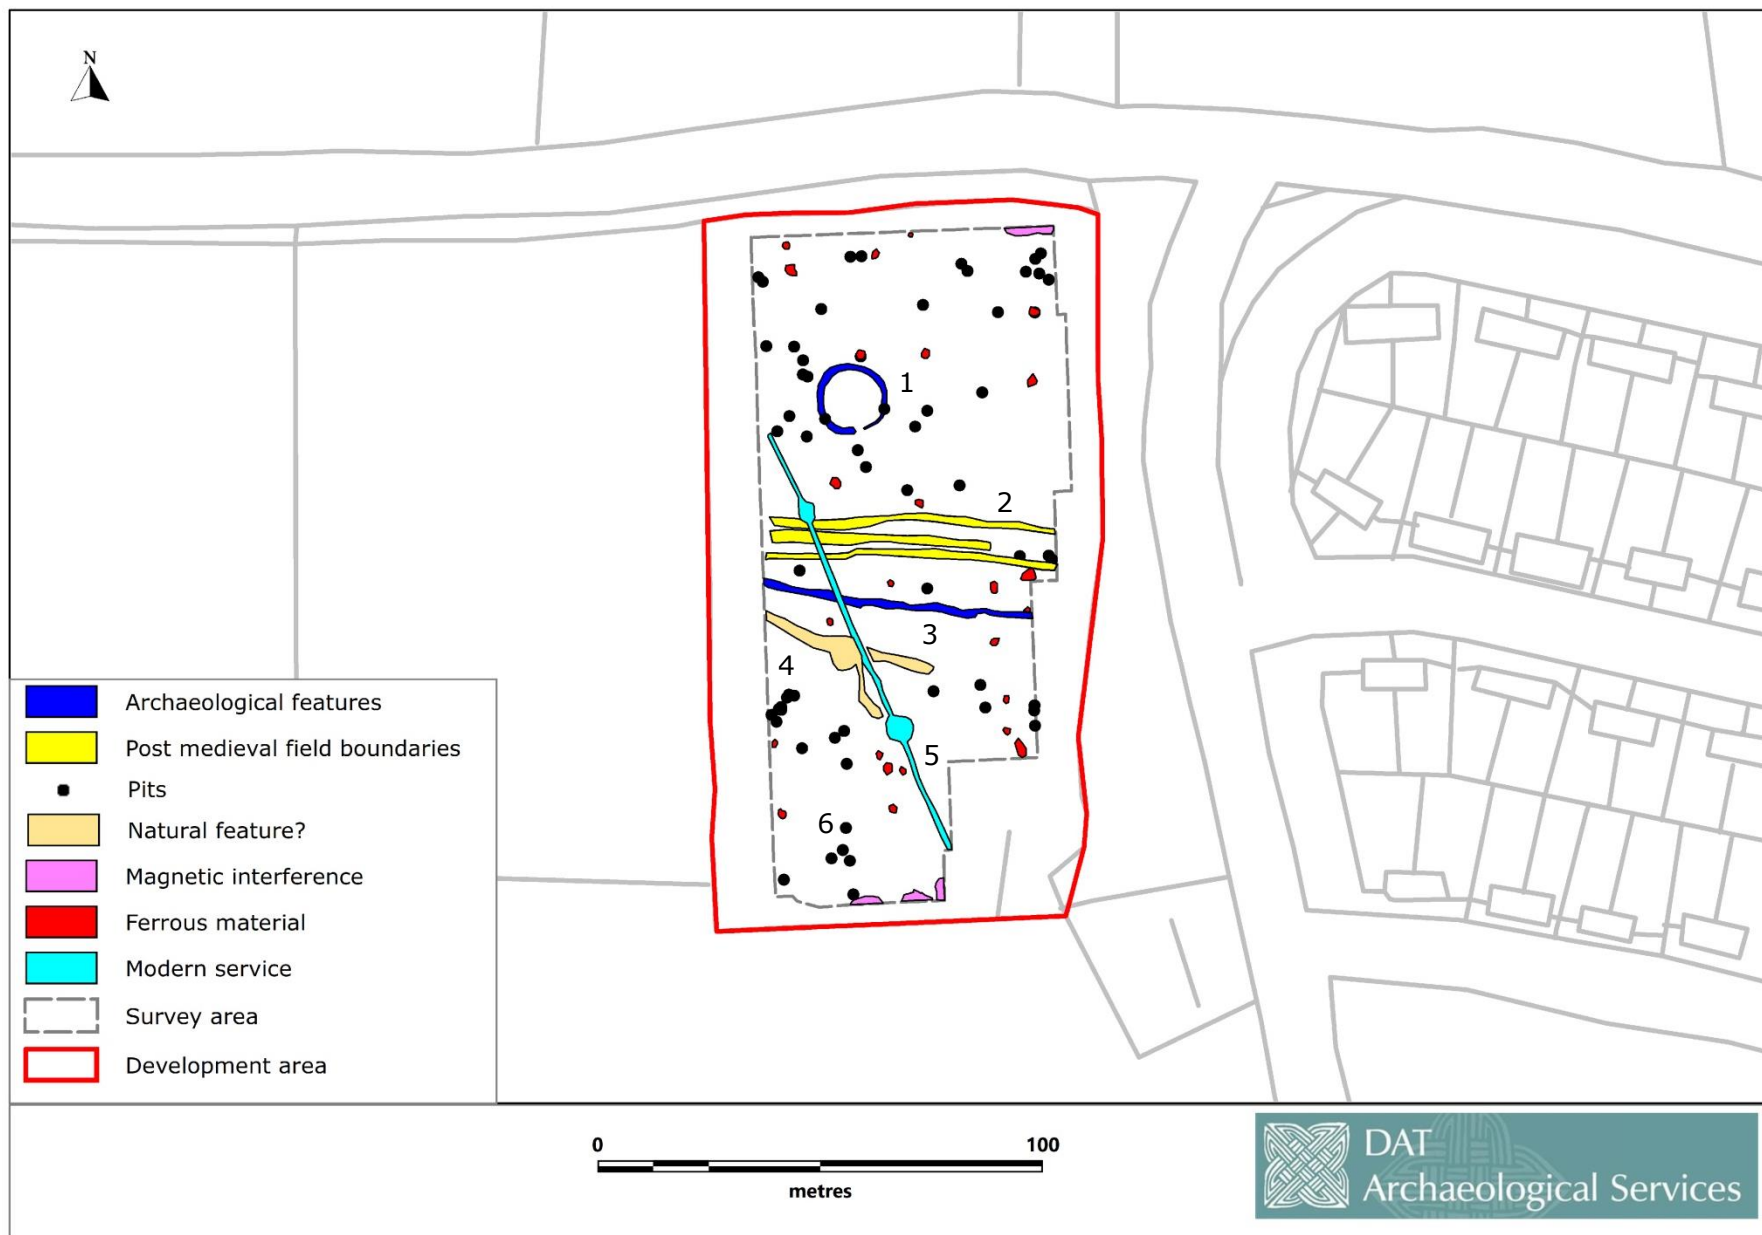 N
1
2
3
4
5
6
Archaeological features
Post medieval field boundaries
Pits
Natural feature?
Magnetic interference
Ferrous material
Modern service
Survey area
Development area
0 100
metres
DAT
Archaeological Services